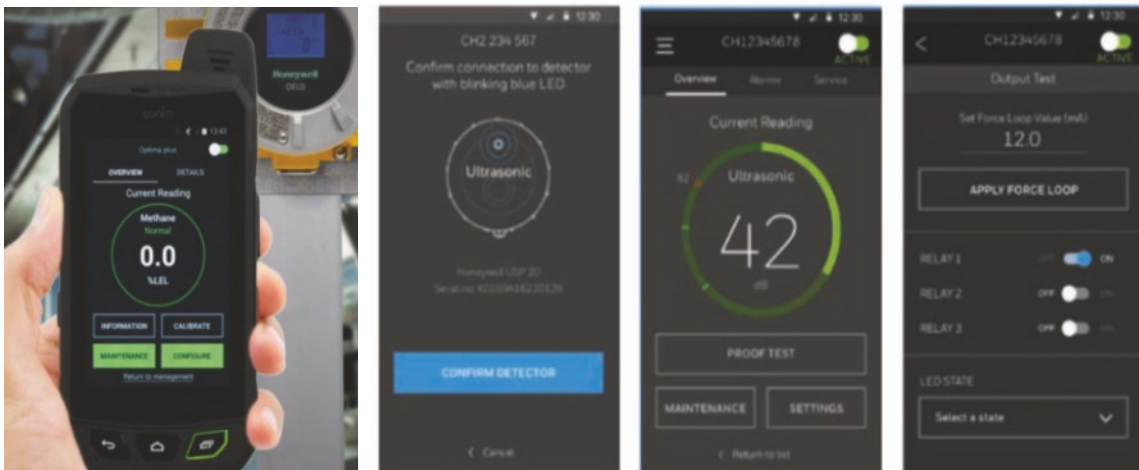 Honeywell
sonim
13:43
Optima plus
OVERVIEW DETAILS
Current Reading
Methane
Normal
0.0
%LEL
INFORMATION CALIBRATE
MAINTENANCE CONFIGURE
Return to management
12:30
CH2 234 567
Confirm connection to detector
with blinking blue LED
Ultrasonic
Honeywell USP 20
CONFIRM DETECTOR
< Cancel
12:30
CH12345678
ACTIVE
Overview Alarms Service
Current Reading
82
Ultrasonic
42
dB
PROOF TEST
MAINTENANCE SETTINGS
< Return to list
12:30
CH12345678
ACTIVE
Output Test
Set Force Loop Value (mA)
12.0
APPLY FORCE LOOP
RELAY 1 OFF ON
RELAY 2 OFF ON
RELAY 3 OFF ON
LED STATE
Select a state